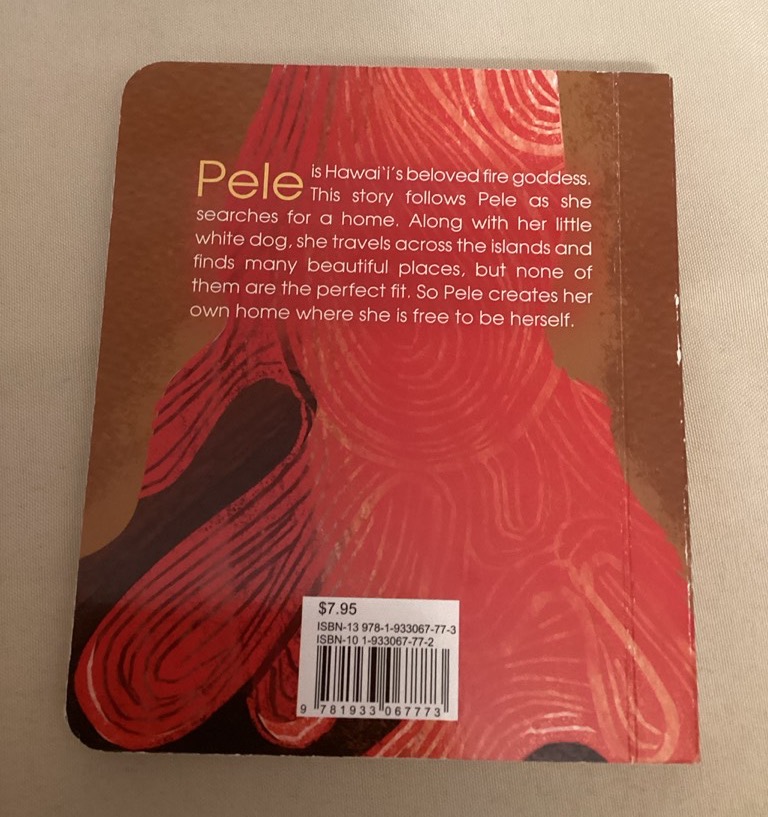 Pele is Hawai`i's beloved fire goddess.
This story follows Pele as she
searches for a home. Along with her little
white dog, she travels across the islands and
finds many beautiful places, but none of
them are the perfect fit. So Pele creates her
own home where she is free to be herself.
$7.95
ISBN-13 978-1-933067-77-3
ISBN-10 1-933067-77-2
9 781933 067773